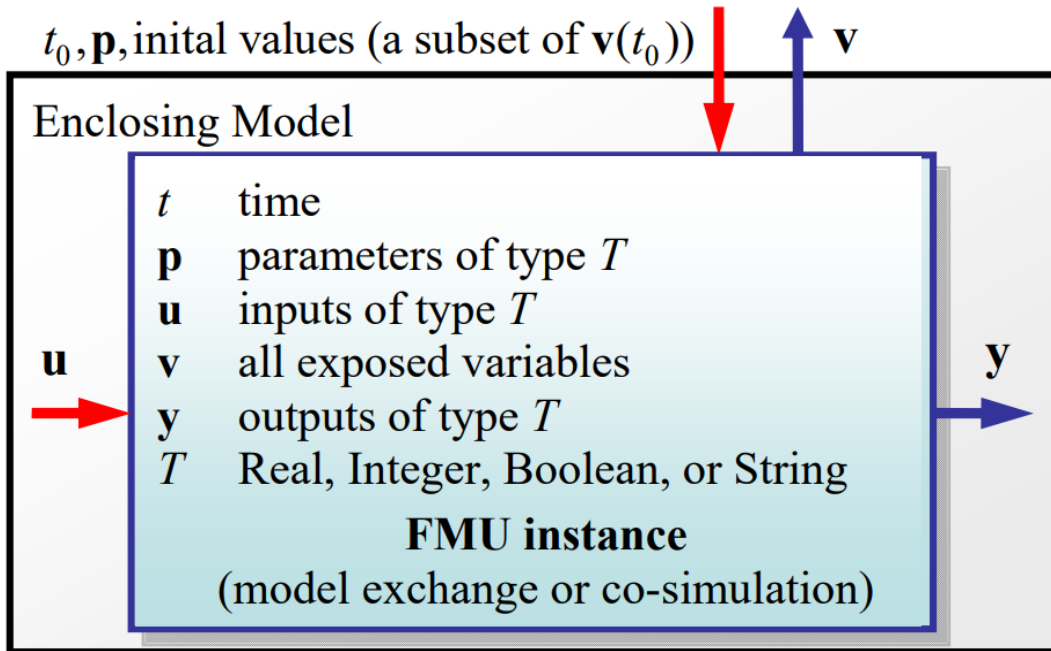 t₀, p, inital values (a subset of v(t₀))
v
Enclosing Model
t time
p parameters of type T
u inputs of type T
v all exposed variables
y outputs of type T
T Real, Integer, Boolean, or String
FMU instance
(model exchange or co-simulation)
u
y